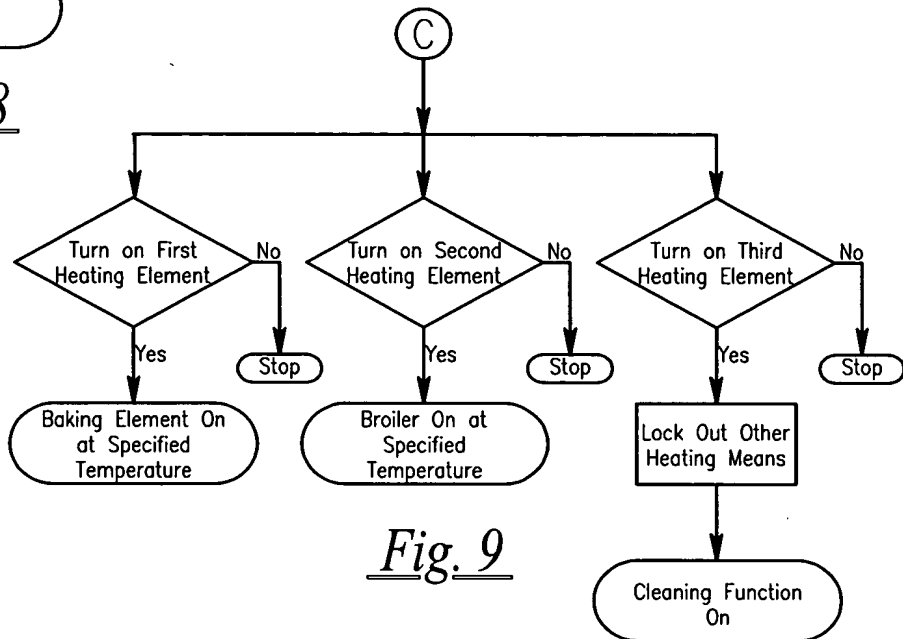 C
8
Turn on First
Heating Element
No
Yes
Stop
Baking Element On
at Specified
Temperature
Turn on Second
Heating Element
No
Yes
Stop
Broiler On at
Specified
Temperature
Turn on Third
Heating Element
No
Yes
Stop
Lock Out Other
Heating Means
Cleaning Function
On
Fig. 9